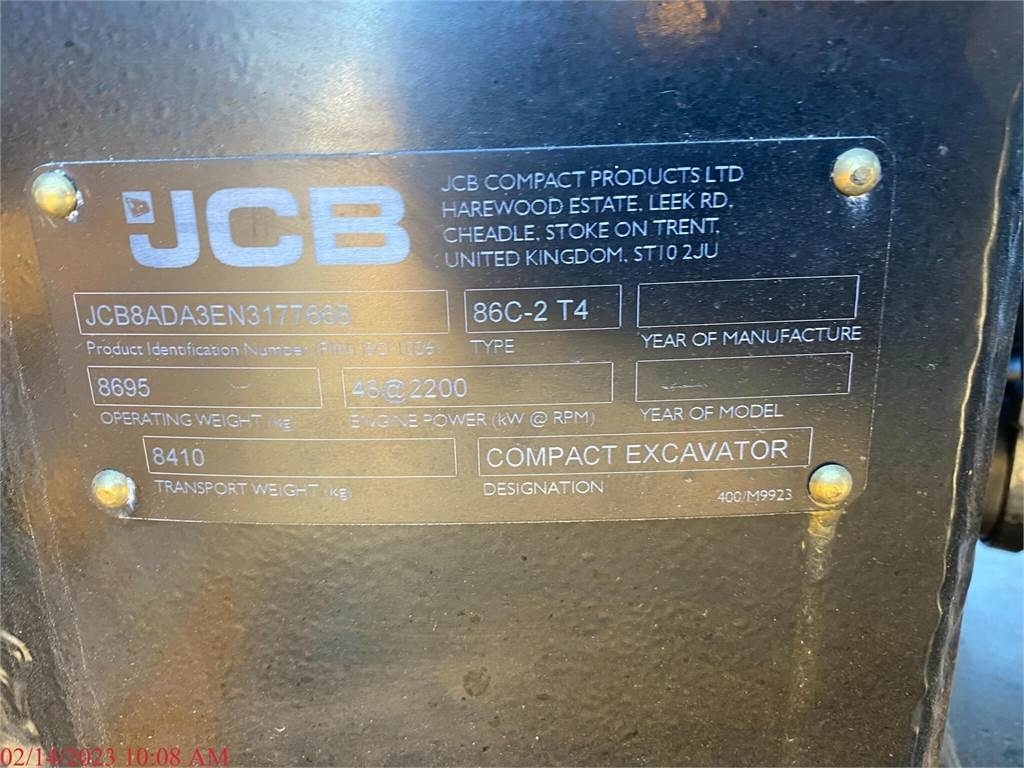 JCB
JCB COMPACT PRODUCTS LTD
HAREWOOD ESTATE, LEEK RD,
CHEADLE, STOKE ON TRENT,
UNITED KINGDOM. ST10 2JU
86C-2 T4
Product Identification Number
TYPE
YEAR OF MANUFACTURE
8695
48@2200
OPERATING WEIGHT (kg)
ENGINE POWER (kW @ RPM)
YEAR OF MODEL
8410
COMPACT EXCAVATOR
TRANSPORT WEIGHT (kg)
DESIGNATION
400/M9923
02/14/2023 10:08 AM